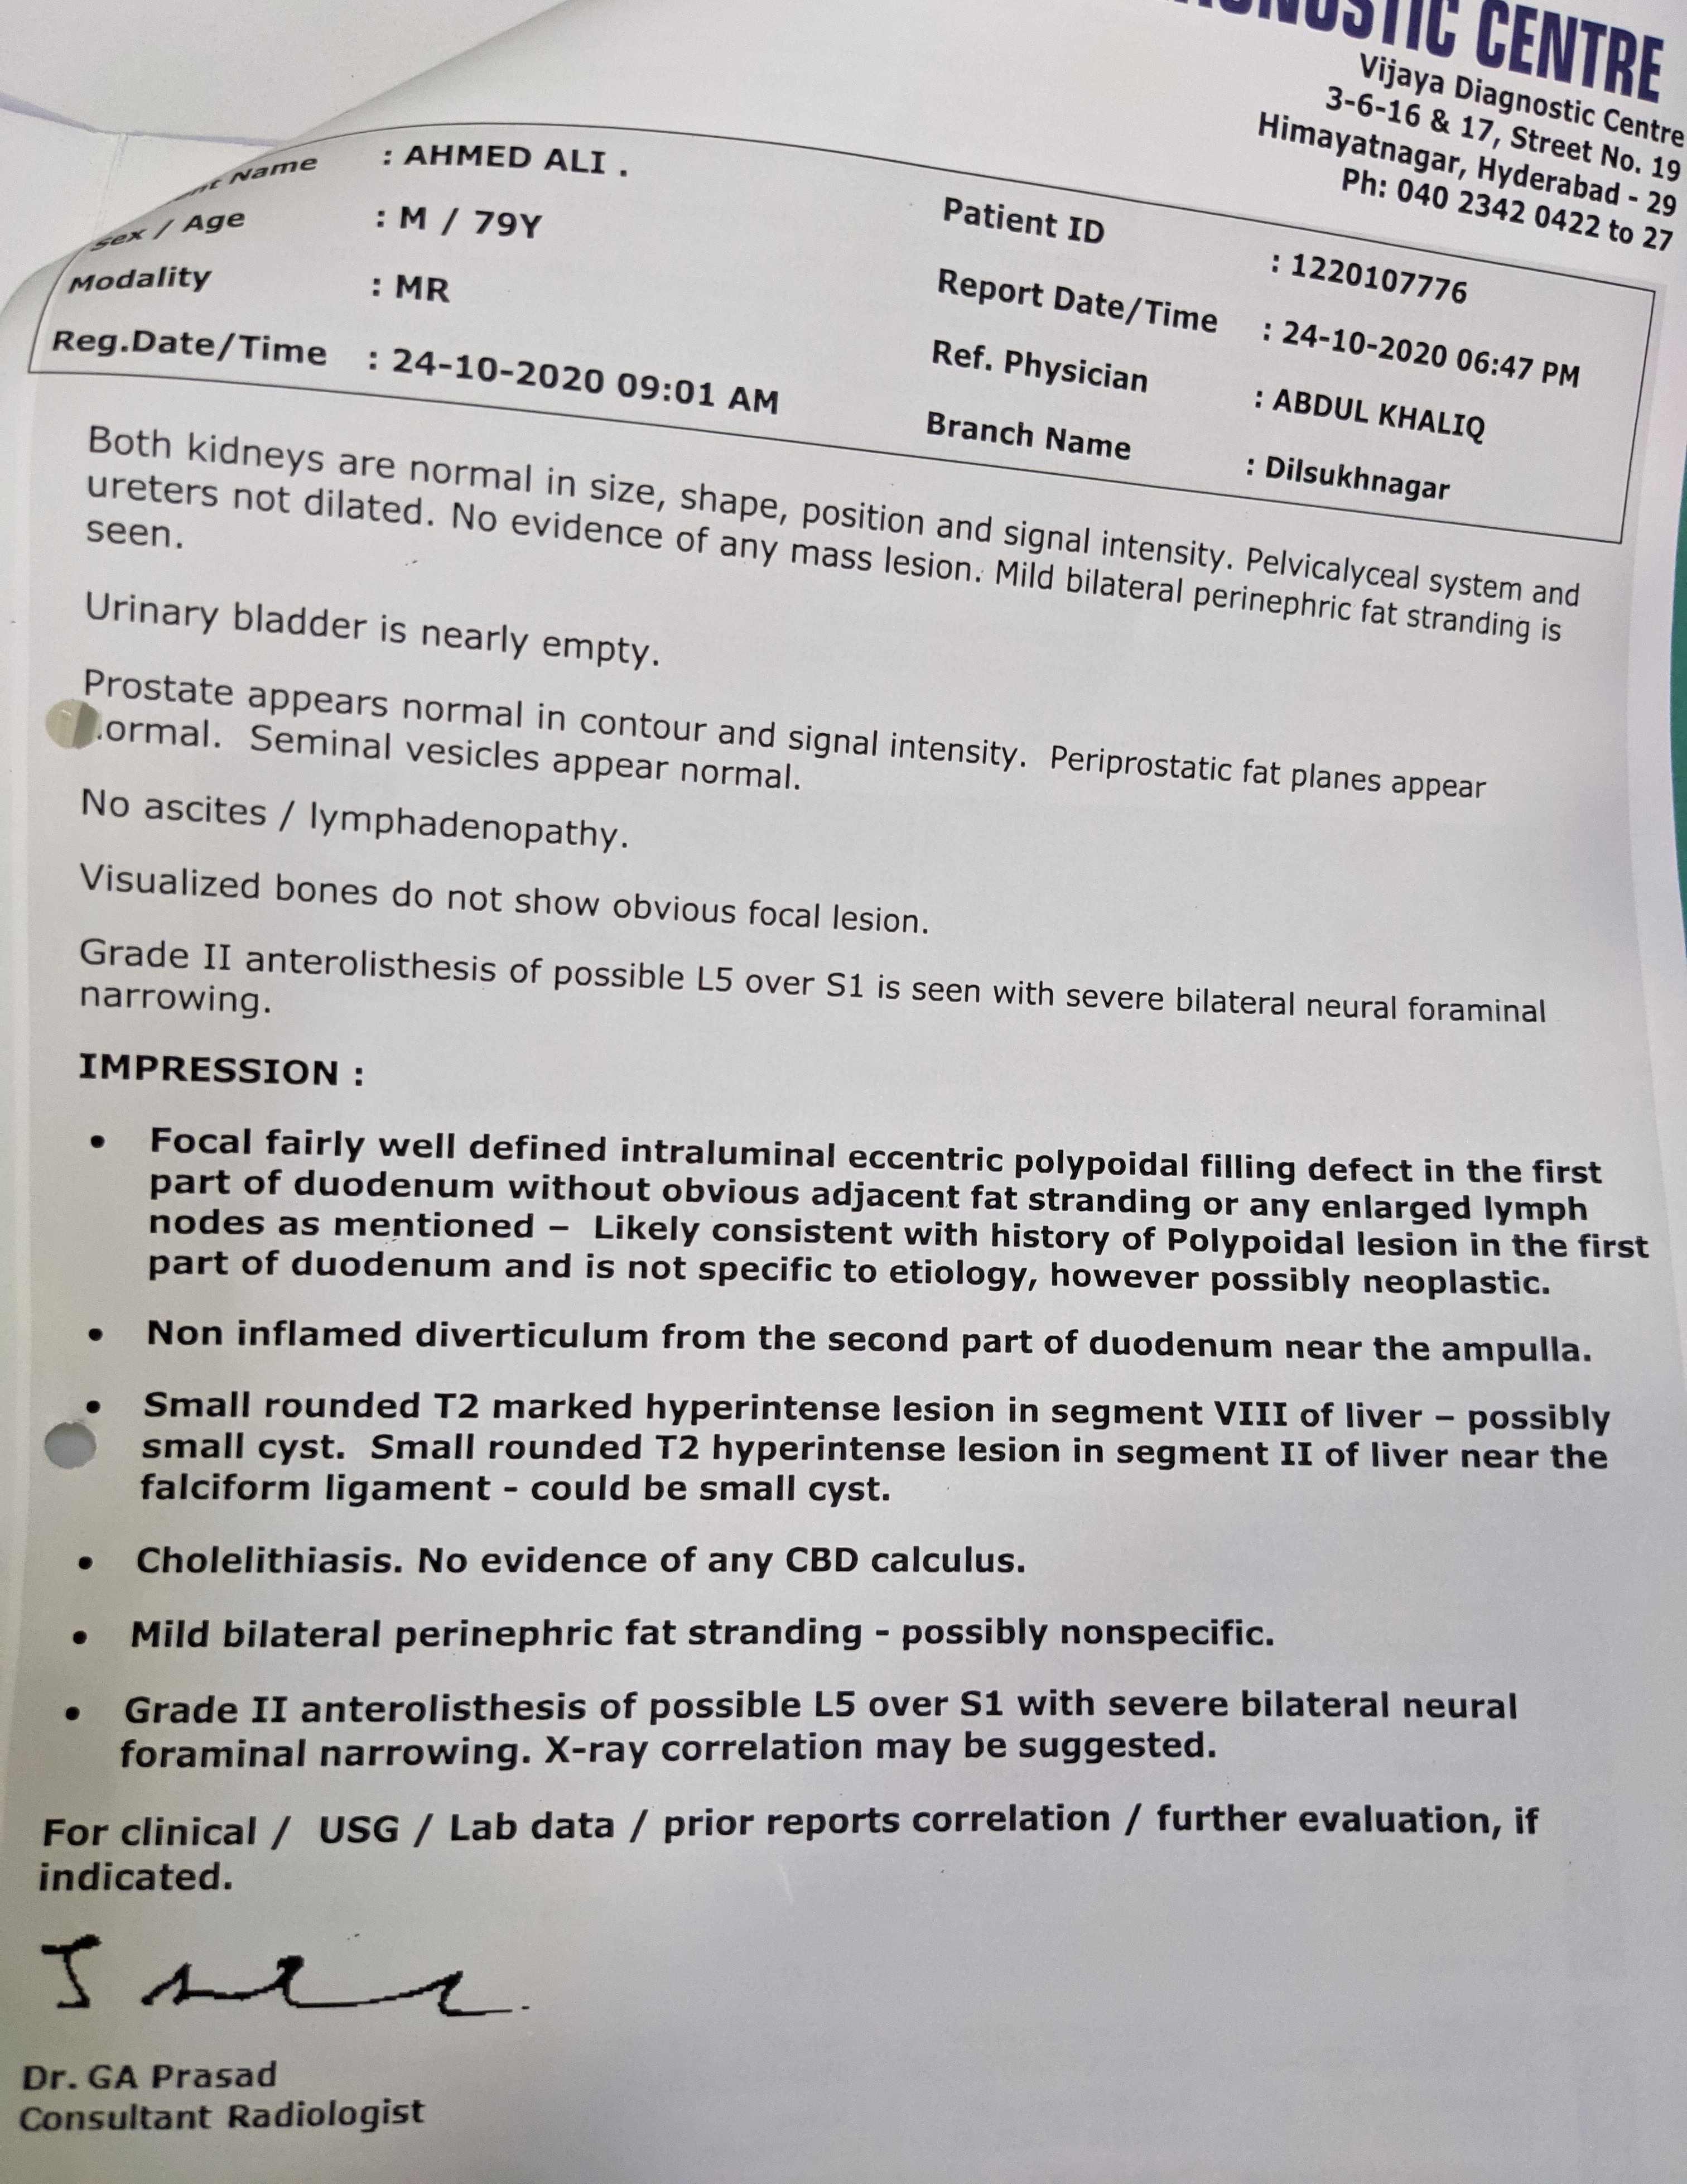 CENTRE
Vijaya Diagnostic Centre
3-6-16 & 17, Street No. 19
Himayatnagar, Hyderabad - 29
Ph: 040 2342 0422 to 27
Name : AHMED ALI .
Sex / Age : M / 79Y
Modality : MR
Reg.Date/Time : 24-10-2020 09:01 AM
Patient ID : 1220107776
Report Date/Time : 24-10-2020 06:47 PM
Ref. Physician : ABDUL KHALIQ
Branch Name : Dilsukhnagar
Both kidneys are normal in size, shape, position and signal intensity. Pelvicalyceal system and
ureters not dilated. No evidence of any mass lesion. Mild bilateral perinephric fat stranding is
seen.
Urinary bladder is nearly empty.
Prostate appears normal in contour and signal intensity. Periprostatic fat planes appear
ormal. Seminal vesicles appear normal.
No ascites / lymphadenopathy.
Visualized bones do not show obvious focal lesion.
Grade II anterolisthesis of possible L5 over S1 is seen with severe bilateral neural foraminal
narrowing.
IMPRESSION :
• Focal fairly well defined intraluminal eccentric polypoidal filling defect in the first
part of duodenum without obvious adjacent fat stranding or any enlarged lymph
nodes as mentioned – Likely consistent with history of Polypoidal lesion in the first
part of duodenum and is not specific to etiology, however possibly neoplastic.
• Non inflamed diverticulum from the second part of duodenum near the ampulla.
• Small rounded T2 marked hyperintense lesion in segment VIII of liver – possibly
small cyst. Small rounded T2 hyperintense lesion in segment II of liver near the
falciform ligament - could be small cyst.
• Cholelithiasis. No evidence of any CBD calculus.
• Mild bilateral perinephric fat stranding - possibly nonspecific.
• Grade II anterolisthesis of possible L5 over S1 with severe bilateral neural
foraminal narrowing. X-ray correlation may be suggested.
For clinical / USG / Lab data / prior reports correlation / further evaluation, if
indicated.
Dr. GA Prasad
Consultant Radiologist